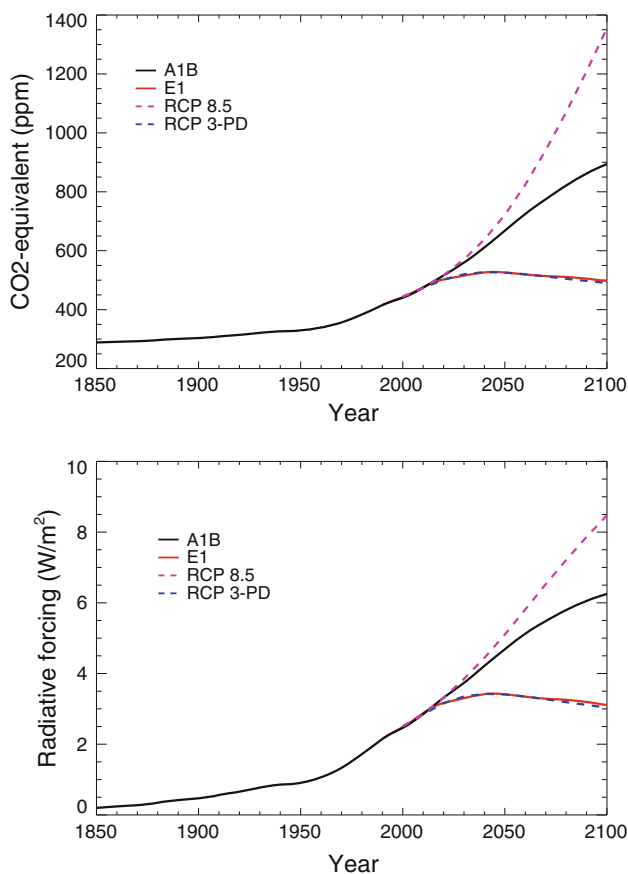 1400
1200
1000
800
600
400
200
CO2-equivalent (ppm)
A1B
E1
RCP 8.5
RCP 3-PD
1850 1900 1950 2000 2050 2100
Year
10
8
6
4
2
0
Radiative forcing (W/m²)
A1B
E1
RCP 8.5
RCP 3-PD
1850 1900 1950 2000 2050 2100
Year